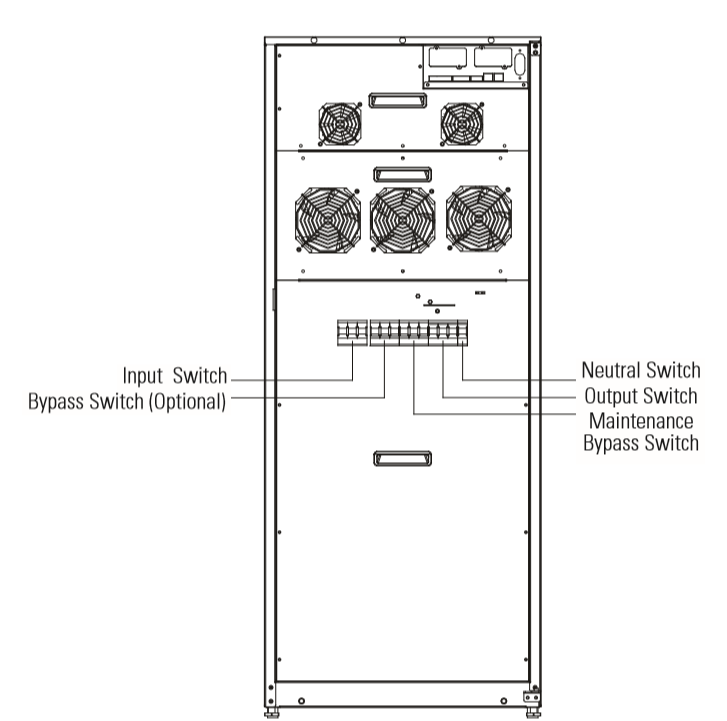 Input Switch
Bypass Switch (Optional)
Neutral Switch
Output Switch
Maintenance
Bypass Switch